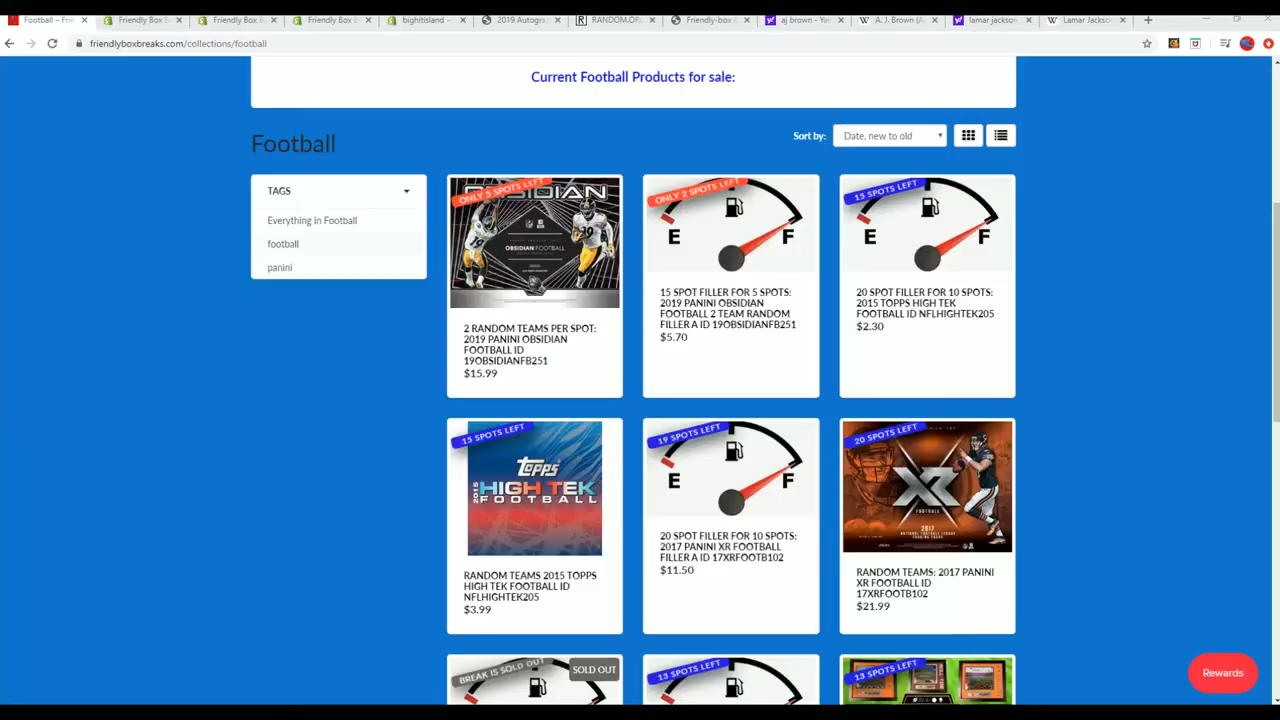 Football – Frie
Friendly Box B
Friendly Box B
Friendly Box B
bighitisland –
2019 Autogra
RANDOM.OR
Friendly-box A
aj brown - Yah
A. J. Brown (A
lamar jackson
Lamar Jackso
friendlyboxbreaks.com/collections/football
Current Football Products for sale:
Football
Sort by:
Date, new to old
TAGS
Everything in Football
football
panini
ONLY 5 SPOTS LEFT
OBSIDIAN
OBSIDIAN FOOTBALL
2 RANDOM TEAMS PER SPOT:
2019 PANINI OBSIDIAN
FOOTBALL ID
19OBSIDIANFB251
$15.99
ONLY 2 SPOTS LEFT
E F
15 SPOT FILLER FOR 5 SPOTS:
2019 PANINI OBSIDIAN
FOOTBALL 2 TEAM RANDOM
FILLER A ID 19OBSIDIANFB251
$5.70
15 SPOTS LEFT
E F
20 SPOT FILLER FOR 10 SPOTS:
2015 TOPPS HIGH TEK
FOOTBALL ID NFLHIGHTEK205
$2.30
15 SPOTS LEFT
Topps
2015
HIGH TEK
FOOTBALL
RANDOM TEAMS 2015 TOPPS
HIGH TEK FOOTBALL ID
NFLHIGHTEK205
$3.99
19 SPOTS LEFT
E F
20 SPOT FILLER FOR 10 SPOTS:
2017 PANINI XR FOOTBALL
FILLER A ID 17XRFOOTB102
$11.50
20 SPOTS LEFT
XR
FOOTBALL
2017
RANDOM TEAMS: 2017 PANINI
XR FOOTBALL ID
17XRFOOTB102
$21.99
BREAK IS SOLD OUT
SOLD OUT
13 SPOTS LEFT
13 SPOTS LEFT
Rewards